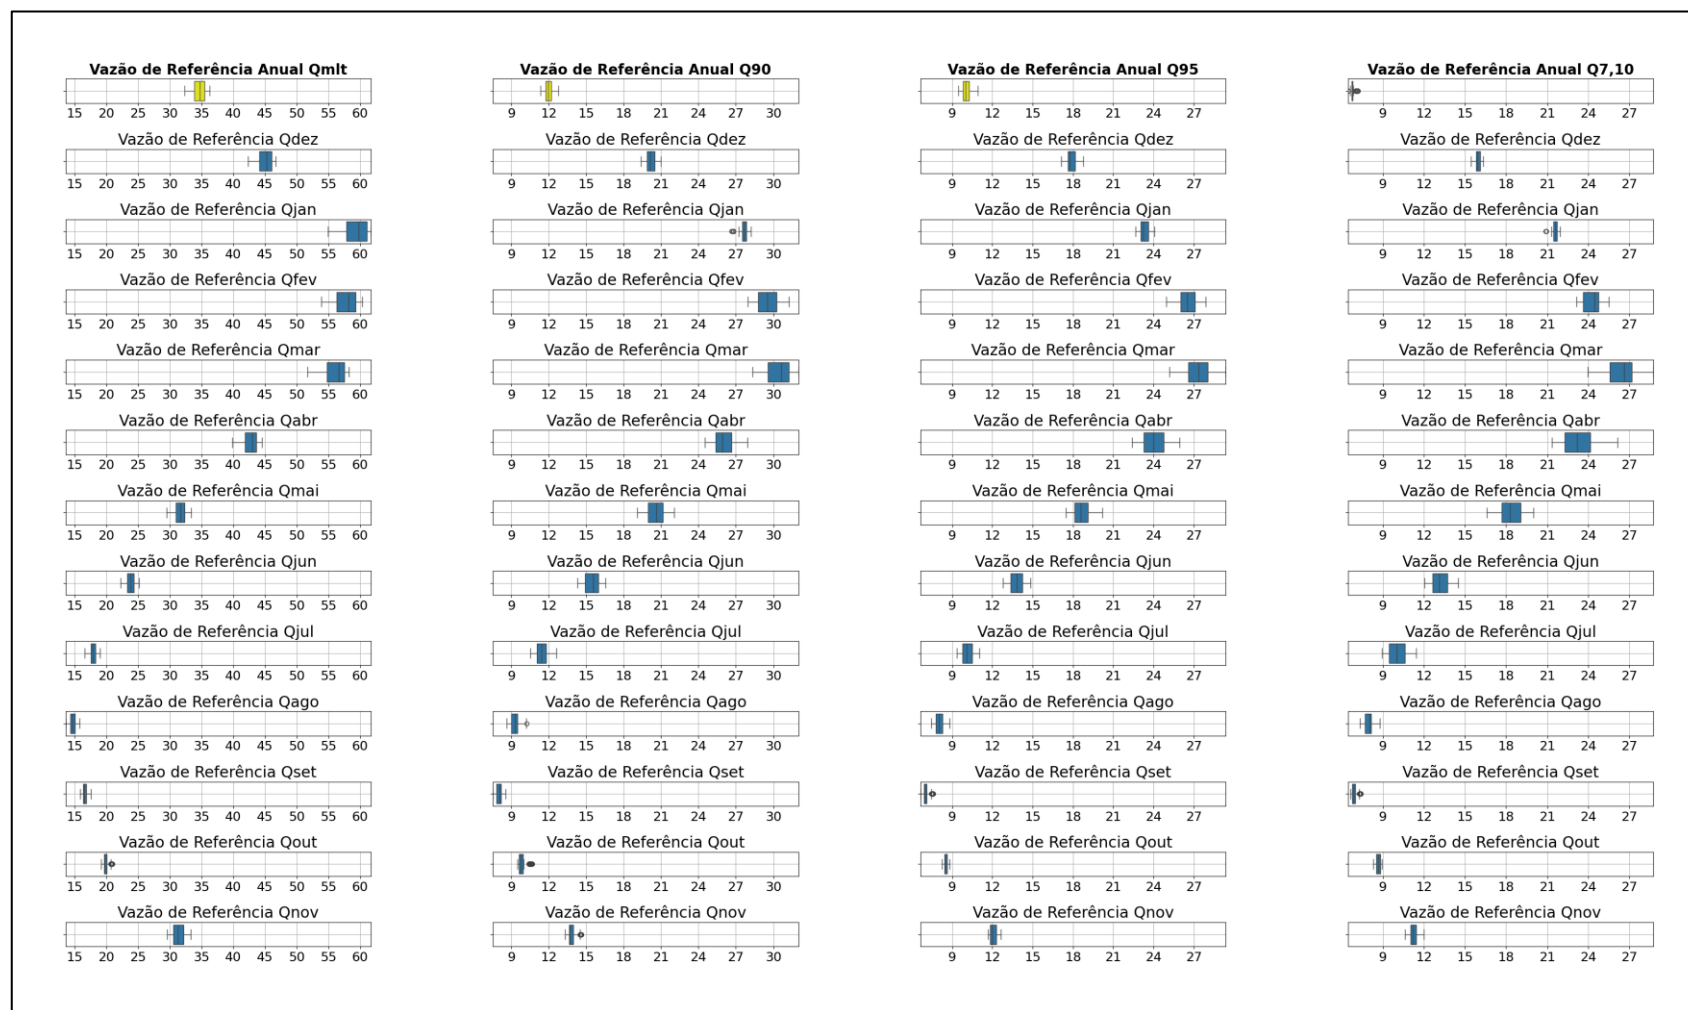 Vazão de Referência Anual Qmlt
15 20 25 30 35 40 45 50 55 60
Vazão de Referência Qdez
15 20 25 30 35 40 45 50 55 60
Vazão de Referência Qjan
15 20 25 30 35 40 45 50 55 60
Vazão de Referência Qfev
15 20 25 30 35 40 45 50 55 60
Vazão de Referência Qmar
15 20 25 30 35 40 45 50 55 60
Vazão de Referência Qabr
15 20 25 30 35 40 45 50 55 60
Vazão de Referência Qmai
15 20 25 30 35 40 45 50 55 60
Vazão de Referência Qjun
15 20 25 30 35 40 45 50 55 60
Vazão de Referência Qjul
15 20 25 30 35 40 45 50 55 60
Vazão de Referência Qago
15 20 25 30 35 40 45 50 55 60
Vazão de Referência Qset
15 20 25 30 35 40 45 50 55 60
Vazão de Referência Qout
15 20 25 30 35 40 45 50 55 60
Vazão de Referência Qnov
15 20 25 30 35 40 45 50 55 60
Vazão de Referência Anual Q90
9 12 15 18 21 24 27 30
Vazão de Referência Qdez
9 12 15 18 21 24 27 30
Vazão de Referência Qjan
9 12 15 18 21 24 27 30
Vazão de Referência Qfev
9 12 15 18 21 24 27 30
Vazão de Referência Qmar
9 12 15 18 21 24 27 30
Vazão de Referência Qabr
9 12 15 18 21 24 27 30
Vazão de Referência Qmai
9 12 15 18 21 24 27 30
Vazão de Referência Qjun
9 12 15 18 21 24 27 30
Vazão de Referência Qjul
9 12 15 18 21 24 27 30
Vazão de Referência Qago
9 12 15 18 21 24 27 30
Vazão de Referência Qset
9 12 15 18 21 24 27 30
Vazão de Referência Qout
9 12 15 18 21 24 27 30
Vazão de Referência Qnov
9 12 15 18 21 24 27 30
Vazão de Referência Anual Q95
9 12 15 18 21 24 27
Vazão de Referência Qdez
9 12 15 18 21 24 27
Vazão de Referência Qjan
9 12 15 18 21 24 27
Vazão de Referência Qfev
9 12 15 18 21 24 27
Vazão de Referência Qmar
9 12 15 18 21 24 27
Vazão de Referência Qabr
9 12 15 18 21 24 27
Vazão de Referência Qmai
9 12 15 18 21 24 27
Vazão de Referência Qjun
9 12 15 18 21 24 27
Vazão de Referência Qjul
9 12 15 18 21 24 27
Vazão de Referência Qago
9 12 15 18 21 24 27
Vazão de Referência Qset
9 12 15 18 21 24 27
Vazão de Referência Qout
9 12 15 18 21 24 27
Vazão de Referência Qnov
9 12 15 18 21 24 27
Vazão de Referência Anual Q7,10
9 12 15 18 21 24 27
Vazão de Referência Qdez
9 12 15 18 21 24 27
Vazão de Referência Qjan
9 12 15 18 21 24 27
Vazão de Referência Qfev
9 12 15 18 21 24 27
Vazão de Referência Qmar
9 12 15 18 21 24 27
Vazão de Referência Qabr
9 12 15 18 21 24 27
Vazão de Referência Qmai
9 12 15 18 21 24 27
Vazão de Referência Qjun
9 12 15 18 21 24 27
Vazão de Referência Qjul
9 12 15 18 21 24 27
Vazão de Referência Qago
9 12 15 18 21 24 27
Vazão de Referência Qset
9 12 15 18 21 24 27
Vazão de Referência Qout
9 12 15 18 21 24 27
Vazão de Referência Qnov
9 12 15 18 21 24 27